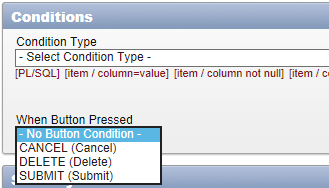 Conditions
Condition Type
- Select Condition Type -
[PL/SQL] [item / column=value] [item / column not null] [item /
When Button Pressed
- No Button Condition -
CANCEL (Cancel)
DELETE (Delete)
SUBMIT (Submit)